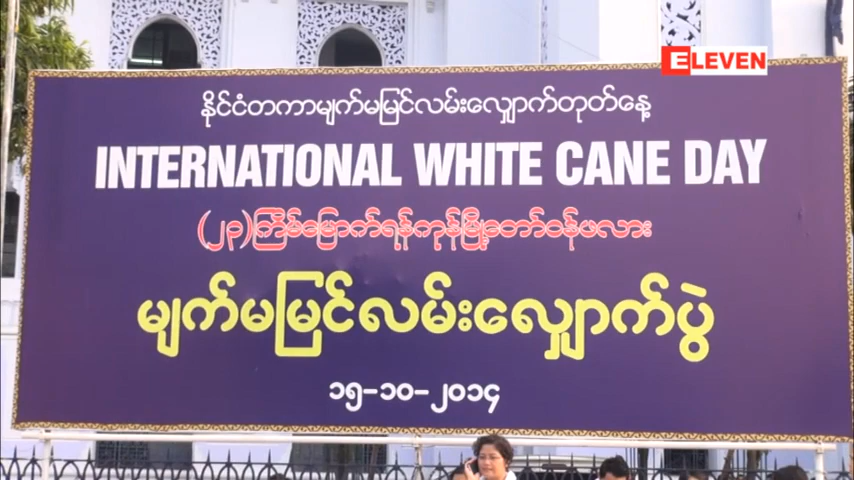 ELEVEN
နိုင်ငံတကာမျက်မမြင်လမ်းလျှောက်တုတ်နေ့
INTERNATIONAL WHITE CANE DAY
(၂၃)ကြိမ်မြောက်ရန်ကုန်မြို့တော်ဝန်ဖလား
မျက်မမြင်လမ်းလျှောက်ပွဲ
၁၅-၁၀-၂၀၁၄